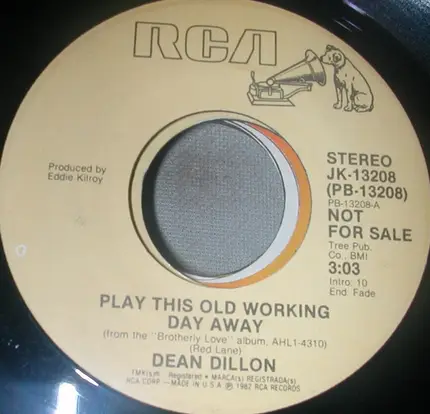 RCA
Produced by
Eddie Kilroy
STEREO
JK-13208
(PB-13208)
PB-13208-A
NOT
FOR SALE
Tree Pub.
Co., BMI
3:03
Intro: 10
End: Fade
PLAY THIS OLD WORKING
DAY AWAY
(from the "Brotherly Love" album, AHL1-4310)
(Red Lane)
DEAN DILLON
TMK(s)® Registered • MARCA(s) REGISTRADA(s)
RCA CORP.—MADE IN U.S.A. ℗ 1982 RCA RECORDS